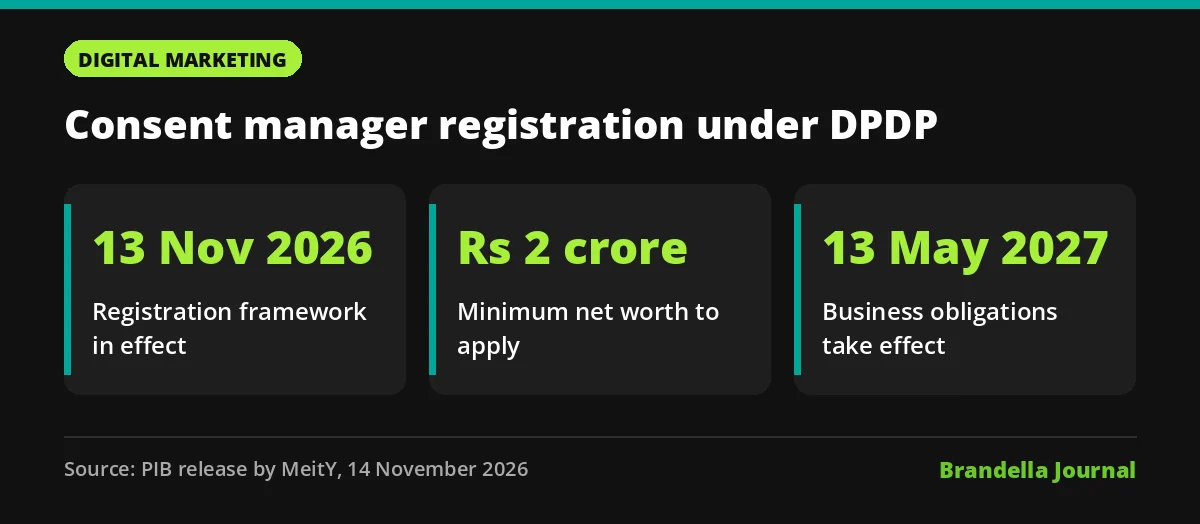 DIGITAL MARKETING
Consent manager registration under DPDP
13 Nov 2026
Registration framework
in effect
Rs 2 crore
Minimum net worth to
apply
13 May 2027
Business obligations
take effect
Source: PIB release by MeitY, 14 November 2026
Brandella Journal